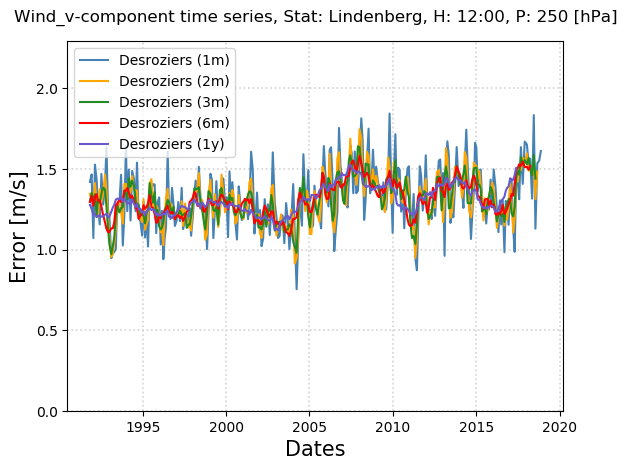 Wind_v-component time series, Stat: Lindenberg, H: 12:00, P: 250 [hPa]
Desroziers (1m)
Desroziers (2m)
Desroziers (3m)
Desroziers (6m)
Desroziers (1y)
Error [m/s]
2.0
1.5
1.0
0.5
0.0
1995 2000 2005 2010 2015 2020
Dates